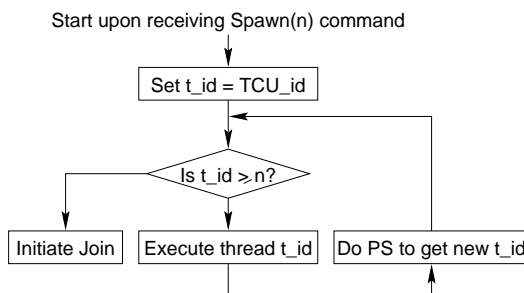 Start upon receiving Spawn(n) command
Set t_id = TCU_id
Is t_id ⩾ n?
Initiate Join
Execute thread t_id
Do PS to get new t_id